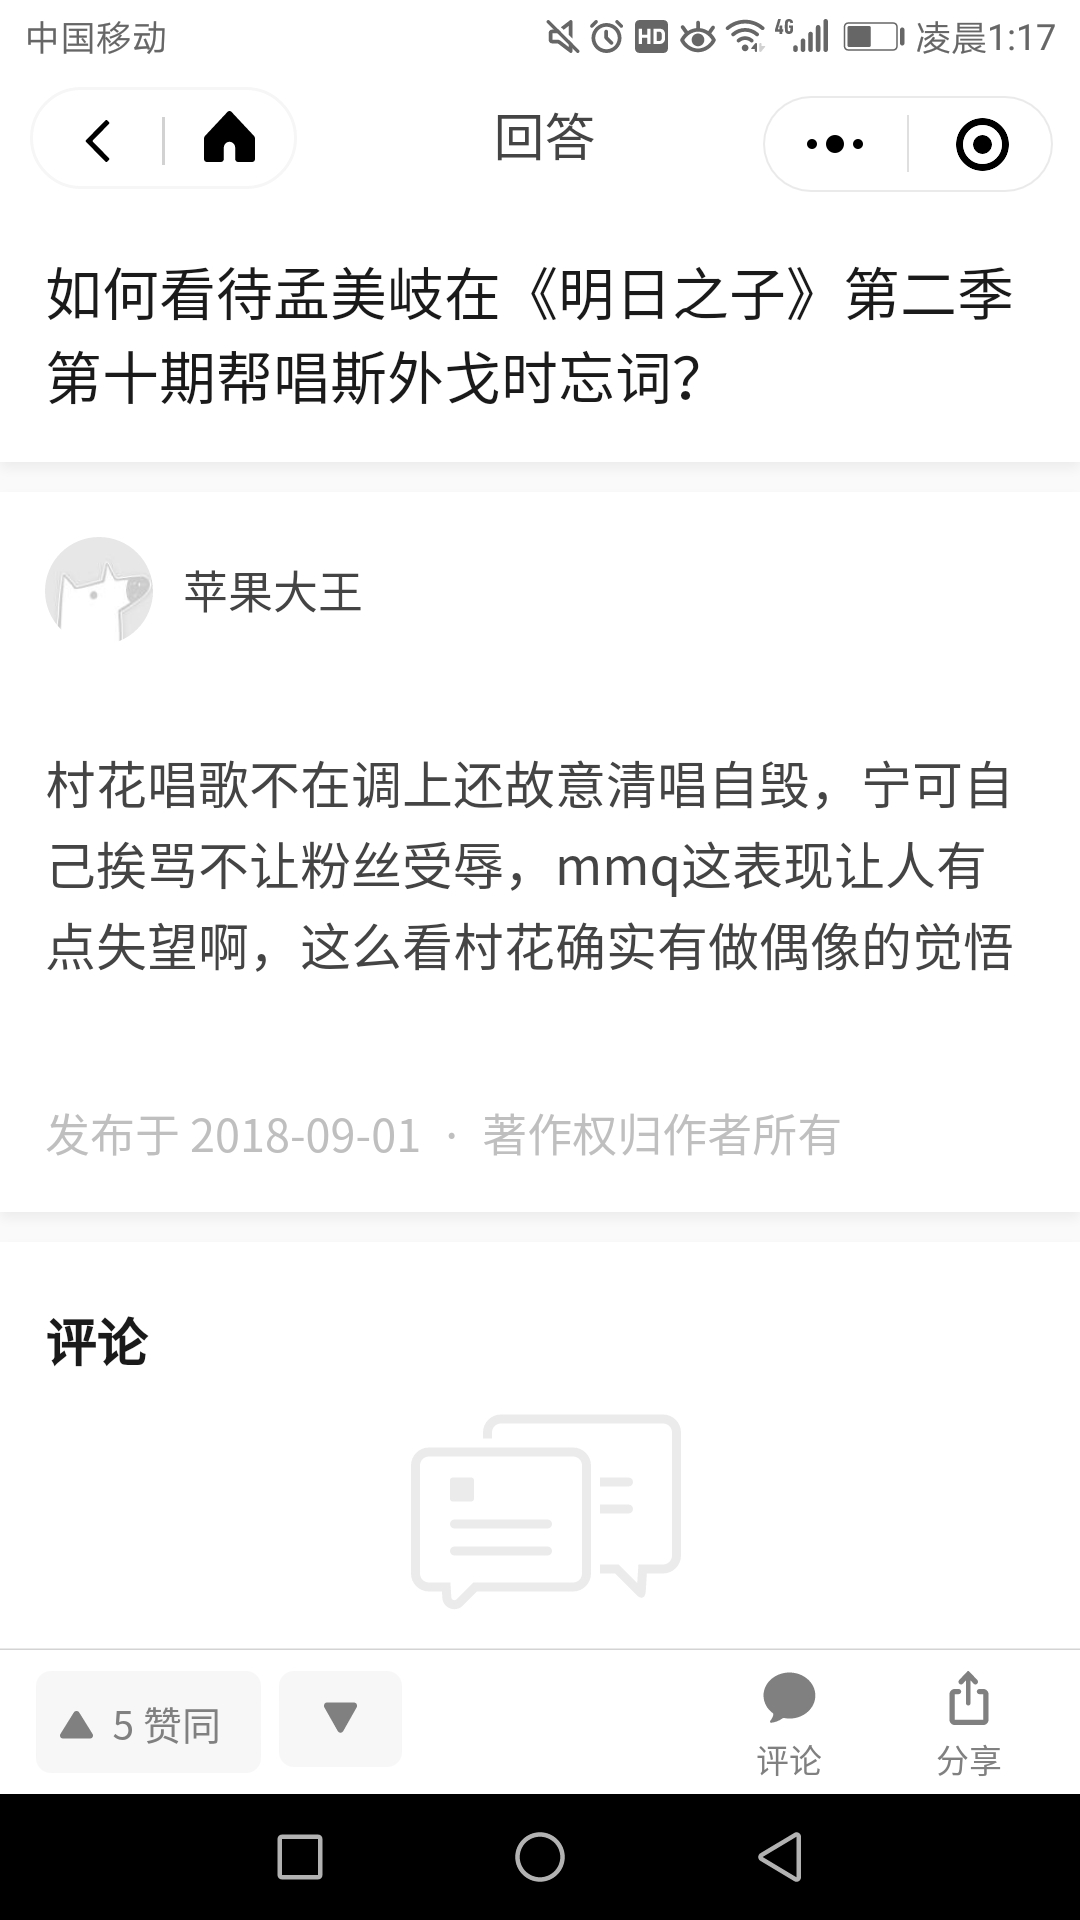 中国移动 HD 4G 凌晨1:17
回答
如何看待孟美岐在《明日之子》第二季
第十期帮唱斯外戈时忘词?
苹果大王
村花唱歌不在调上还故意清唱自毁，宁可自
己挨骂不让粉丝受辱，mmq这表现让人有
点失望啊，这么看村花确实有做偶像的觉悟
发布于 2018-09-01 · 著作权归作者所有
评论
5 赞同
评论
分享